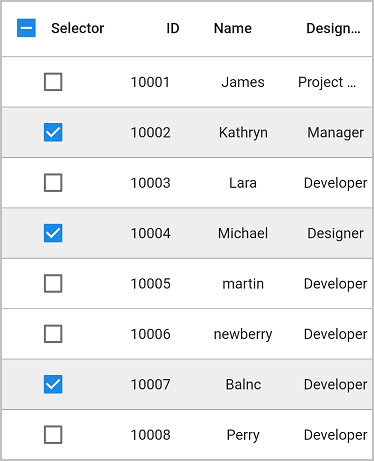 Selector ID Name Design...
10001 James Project ...
10002 Kathryn Manager
10003 Lara Developer
10004 Michael Designer
10005 martin Developer
10006 newberry Developer
10007 Balnc Developer
10008 Perry Developer